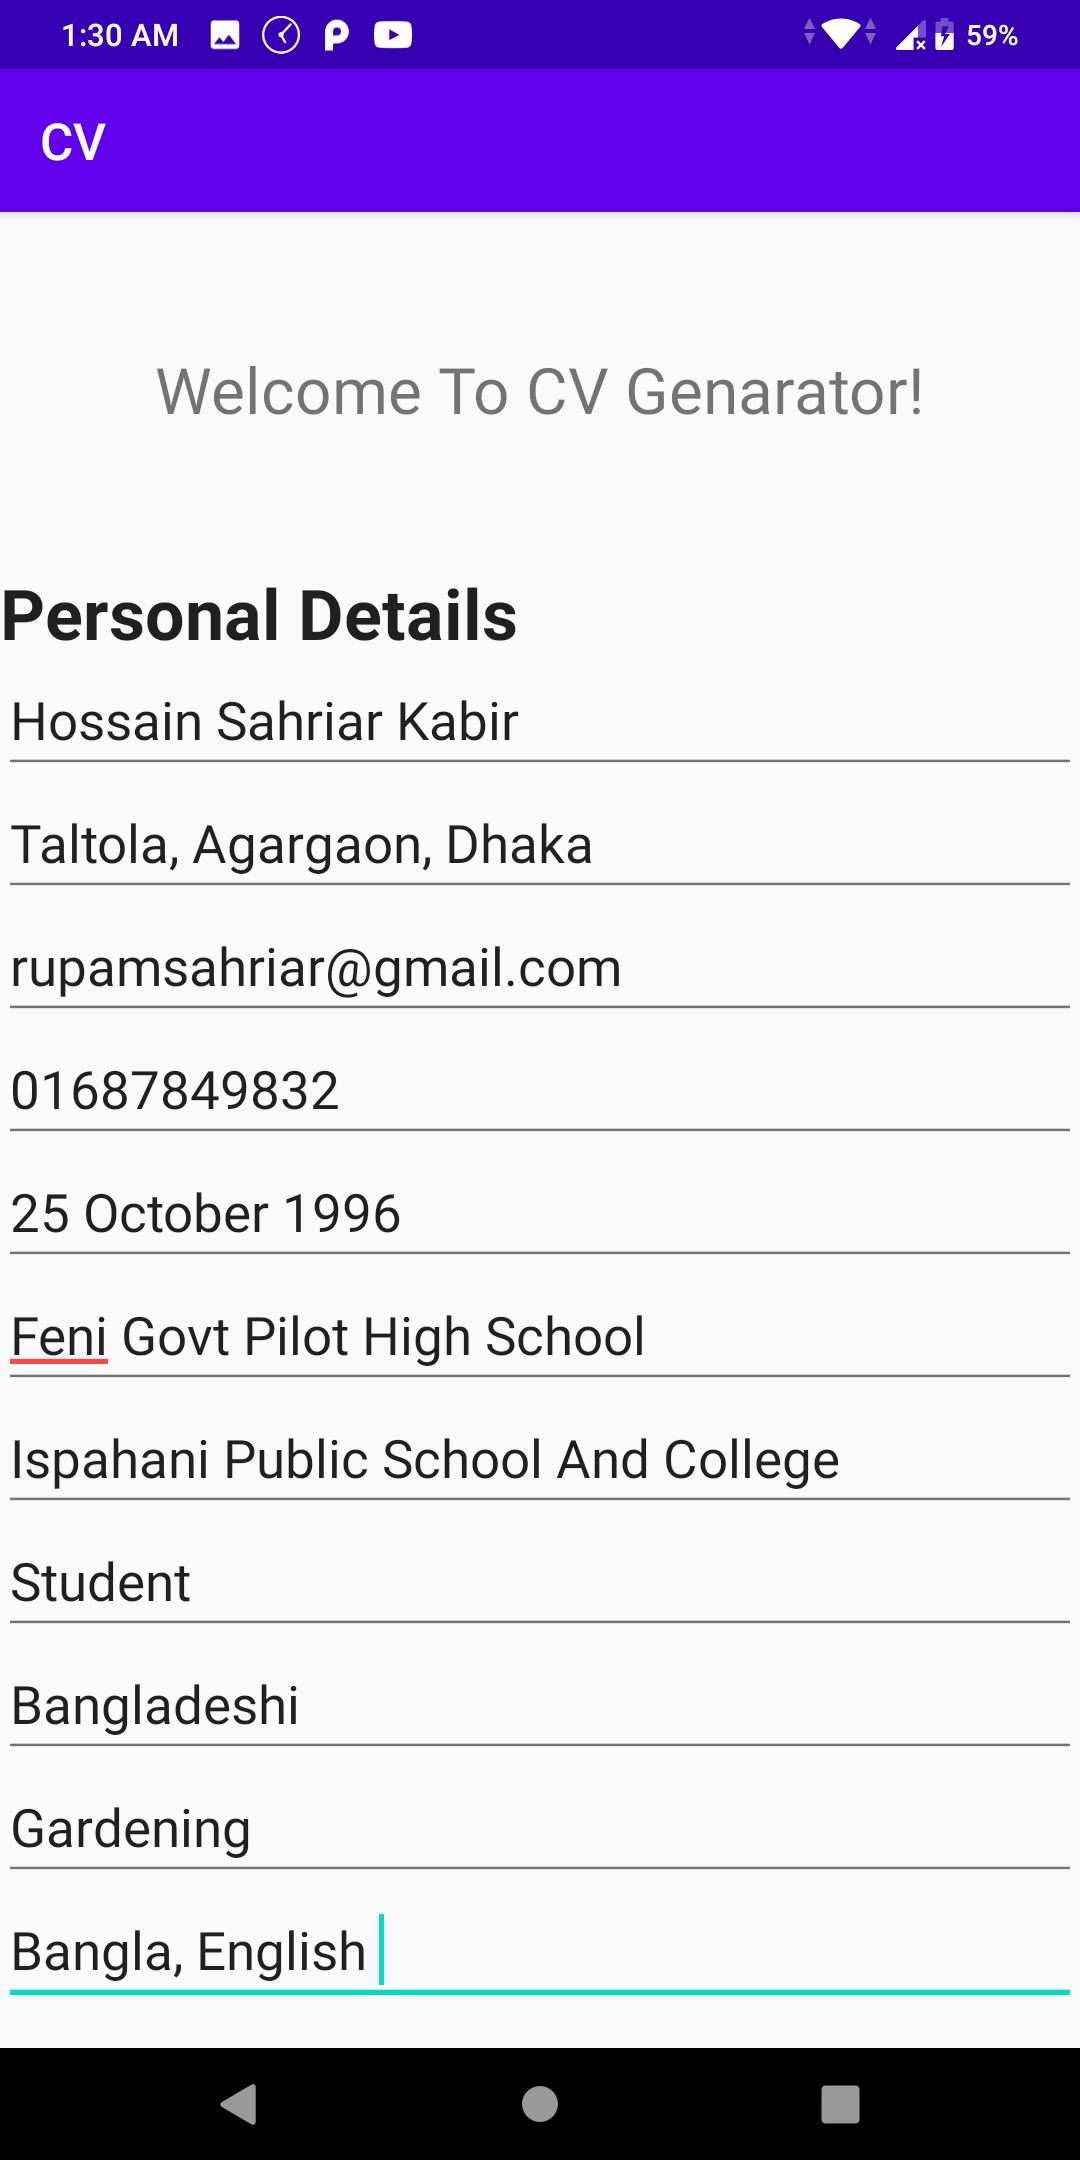 1:30 AM 59%
CV
Welcome To CV Genarator!
Personal Details
Hossain Sahriar Kabir
Taltola, Agargaon, Dhaka
rupamsahriar@gmail.com
01687849832
25 October 1996
Feni Govt Pilot High School
Ispahani Public School And College
Student
Bangladeshi
Gardening
Bangla, English